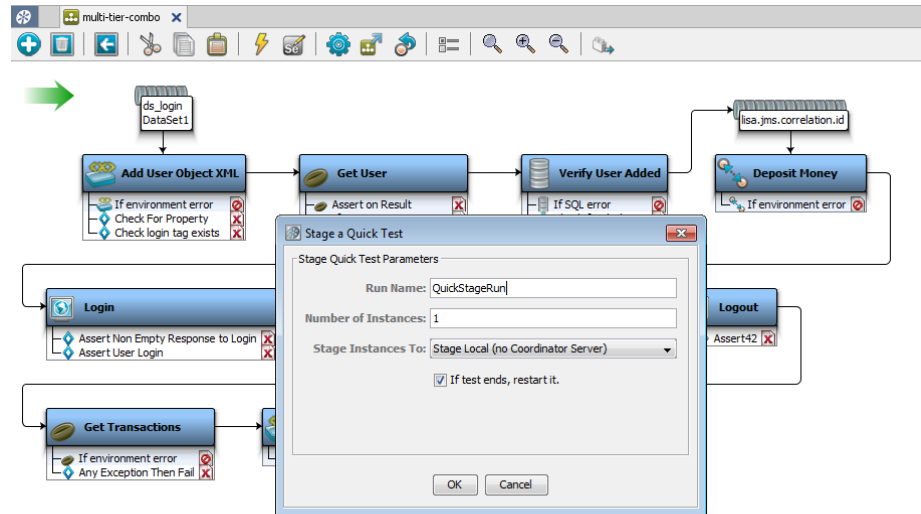 multi-tier-combo
ds_login
DataSet1
lisa.jms.correlation.id
Add User Object XML
Get User
Verify User Added
Deposit Money
If environment error
Check For Property
Check login tag exists
Assert on Result
If SQL error
If environment error
Stage a Quick Test
Stage Quick Test Parameters
Run Name: QuickStageRun
Number of Instances: 1
Stage Instances To: Stage Local (no Coordinator Server)
If test ends, restart it.
OK Cancel
Login
Assert Non Empty Response to Login
Assert User Login
Logout
Assert42
Get Transactions
If environment error
Any Exception Then Fail